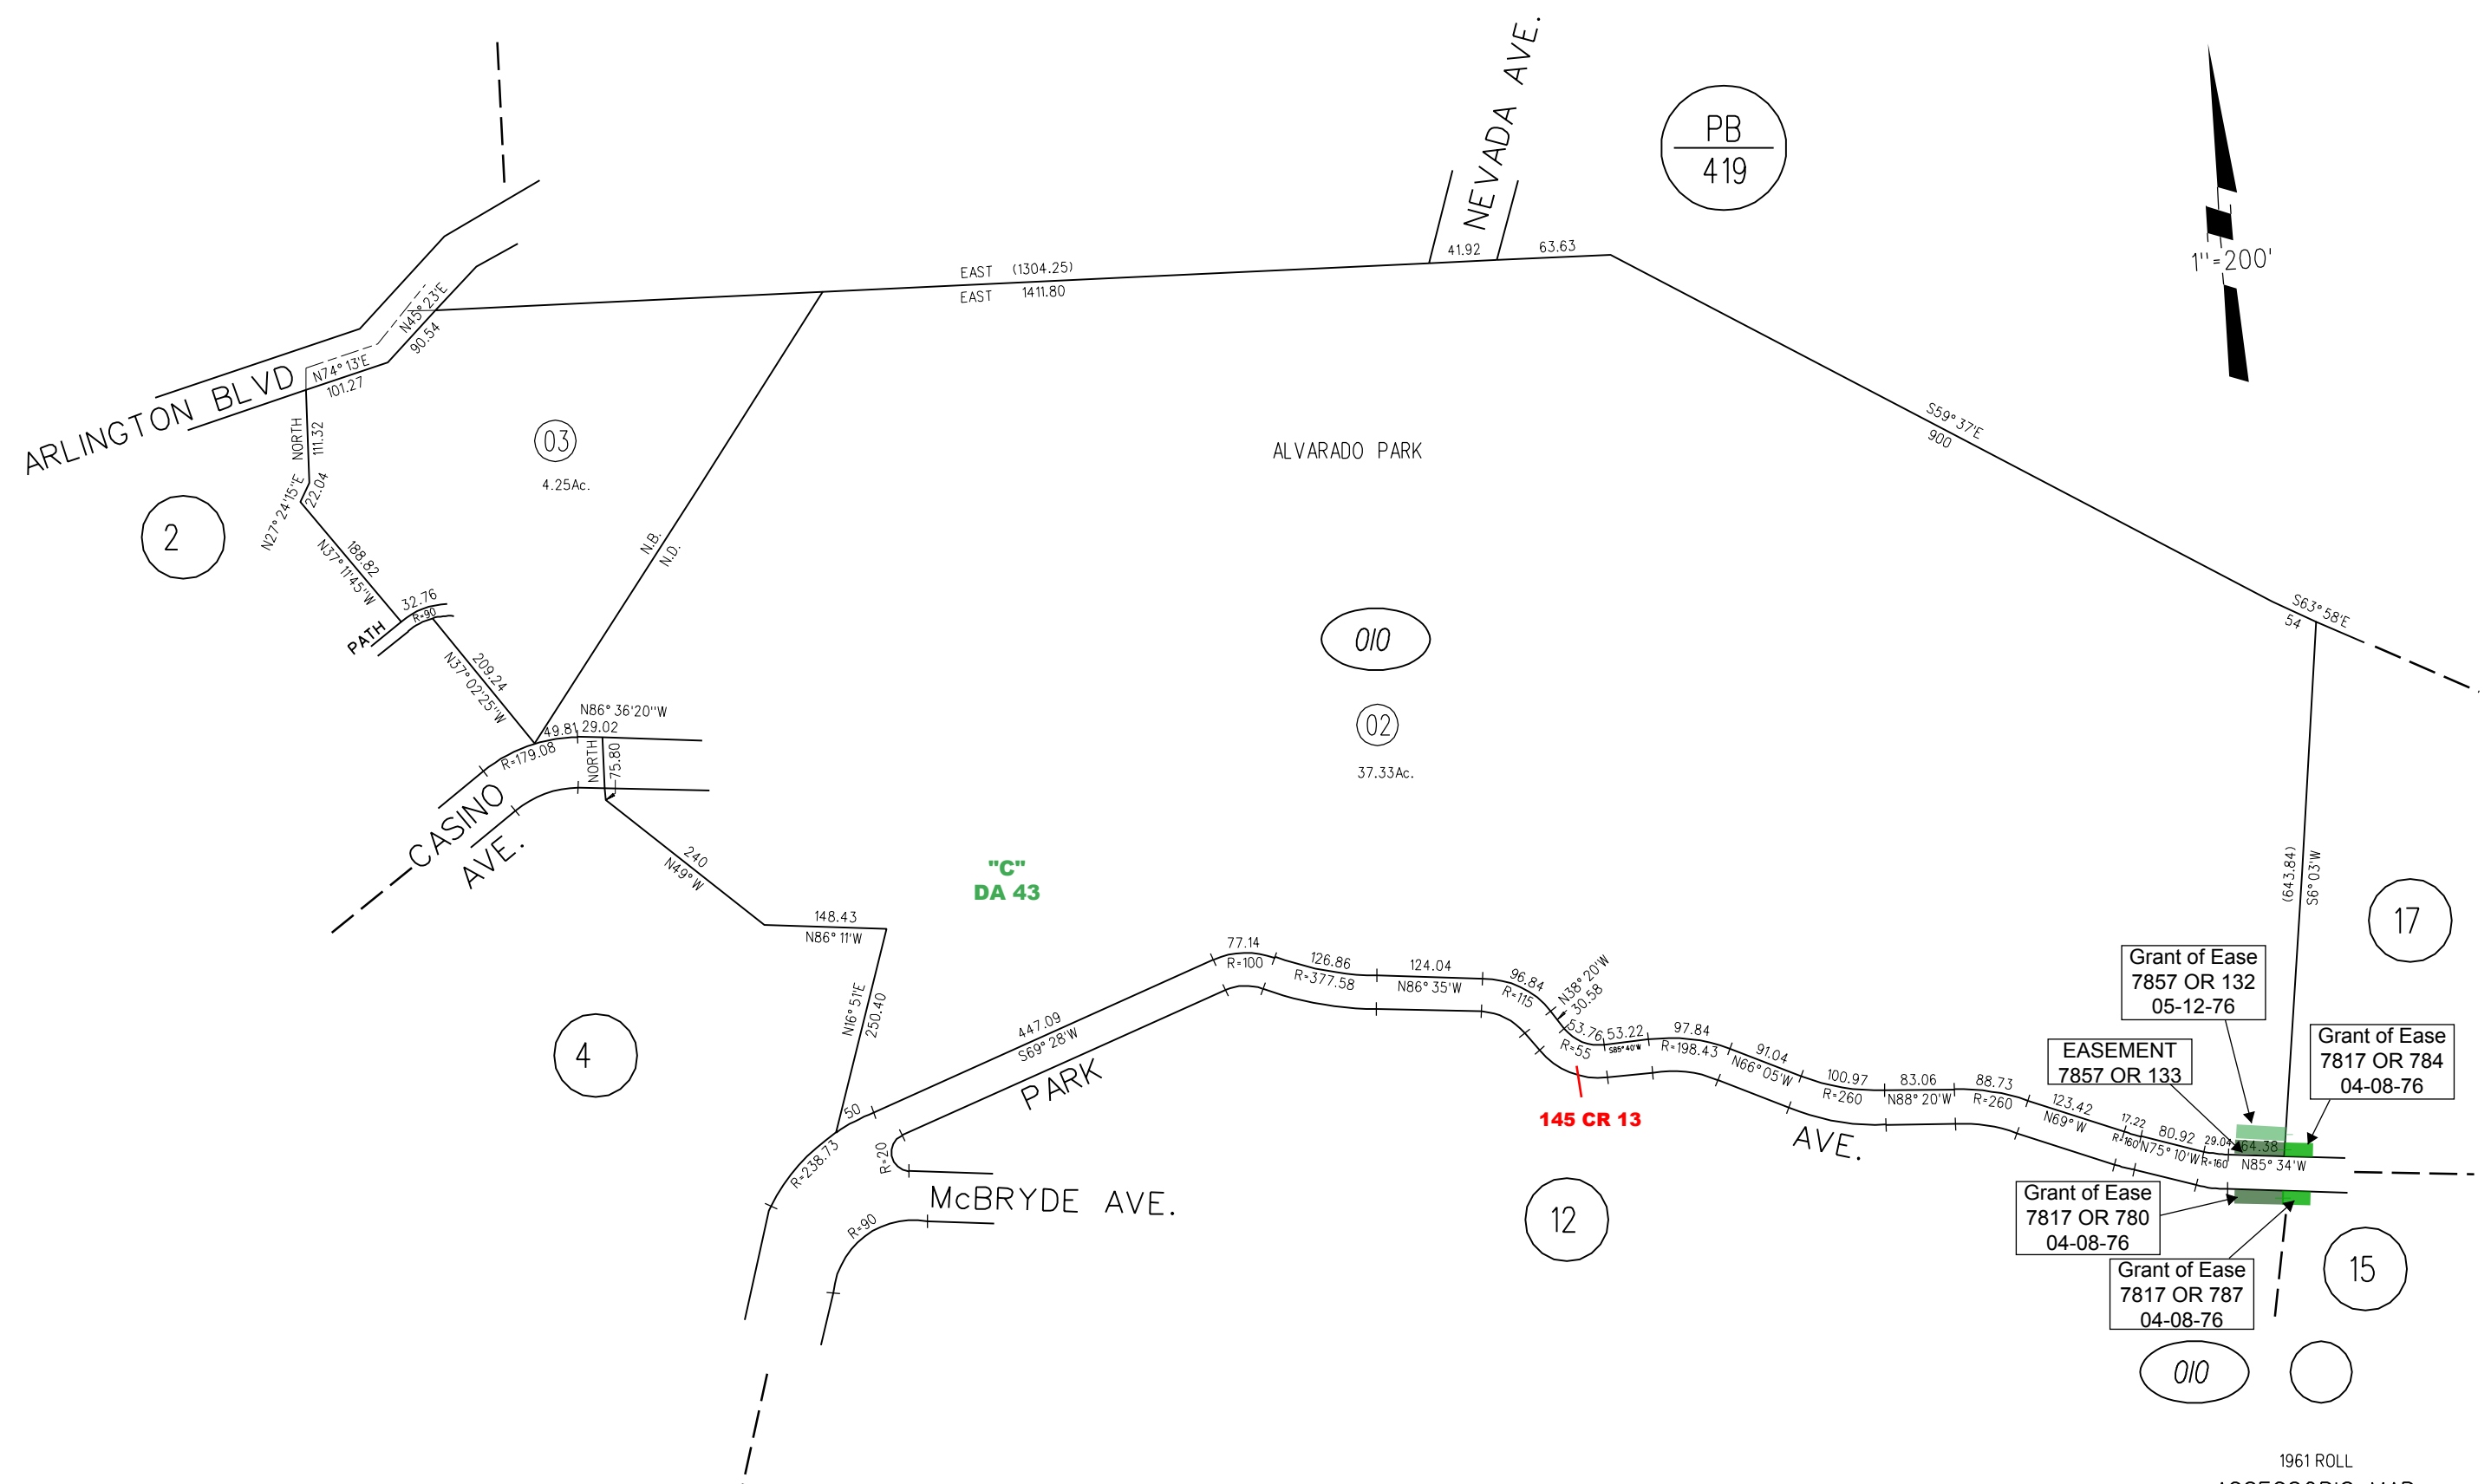 NEVADA AVE.
PB
419
1"=200'
41.92
63.63
EAST (1304.25)
EAST 1411.80
N45°23'E
90.54
N74°13'E
101.27
ARLINGTON BLVD
NORTH
111.32
03
4.25Ac.
ALVARADO PARK
S59°37'E
900
N27°24'15"E
22.04
2
N37°11'45"W
188.82
N.B.
N.D.
32.76
R=90
PATH
010
S63°58'E
54
209.24
N37°02'25"W
N86°36'20"W
49.81
29.02
R=179.08
NORTH
75.80
02
37.33Ac.
CASINO
AVE.
240
N49°W
"C"
DA 43
(643.84)
S6°03'W
17
148.43
N86°11'W
N16°51'E
250.40
77.14
R=100
126.86
R=377.58
124.04
N86°35'W
96.84
R=115
N38°20'W
30.58
53.76
R=55
53.22
S85°40'W
97.84
R=198.43
91.04
N66°05'W
100.97
R=260
83.06
N88°20'W
88.73
R=260
123.42
N69°W
17.22
R=160
80.92
N75°10'W
29.04
R=160
64.38
N85°34'W
Grant of Ease
7857 OR 132
05-12-76
Grant of Ease
7817 OR 784
04-08-76
EASEMENT
7857 OR 133
4
447.09
S69°28'W
PARK
AVE.
50
R=238.73
R=20
145 CR 13
McBRYDE AVE.
R=90
12
Grant of Ease
7817 OR 780
04-08-76
Grant of Ease
7817 OR 787
04-08-76
15
010
1961 ROLL
ASSESSOR'S MAP